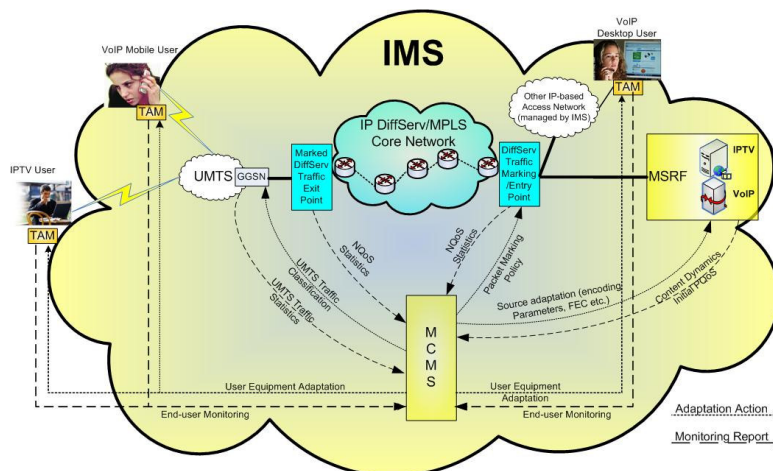 VoIP Mobile User
IMS
VoIP
Desktop User
TAM
TAM
Other IP-based
Access Network
(managed by IMS)
IP DiffServ/MPLS
Core Network
IPTV User
TAM
UMTS
GGSN
Marked
DiffServ
Traffic
Exit
Point
DiffServ
Traffic
Marking
/Entry
Point
MSRF
IPTV
VoIP
NQoS
Statistics
NQoS
Statistics
Packet Marking
Policy
UMTS Traffic
Classification
UMTS Traffic
Statistics
Source adaptation (encoding
Parameters, FEC etc.)
Content Dynamics
Initial PQoS
M
C
M
S
User Equipment Adaptation
User Equipment
Adaptation
End-user Monitoring
End-user Monitoring
Adaptation Action
Monitoring Report